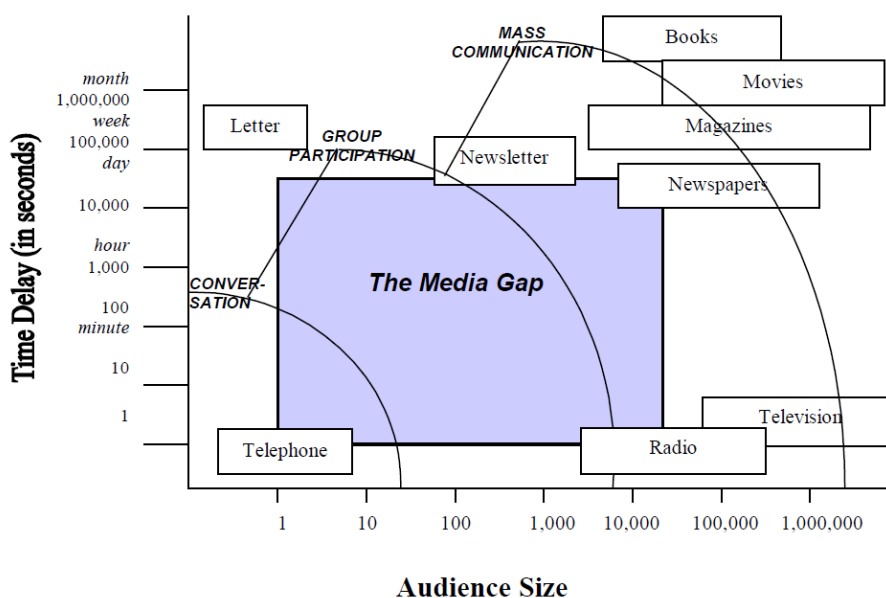 MASS
COMMUNICATION
Books
Movies
month
1,000,000
week
100,000
day
Letter
GROUP
PARTICIPATION
Newsletter
Magazines
Newspapers
10,000
hour
1,000
100
minute
10
1
Time Delay (in seconds)
CONVER-
SATION
The Media Gap
Television
Telephone
Radio
1 10 100 1,000 10,000 100,000 1,000,000
Audience Size